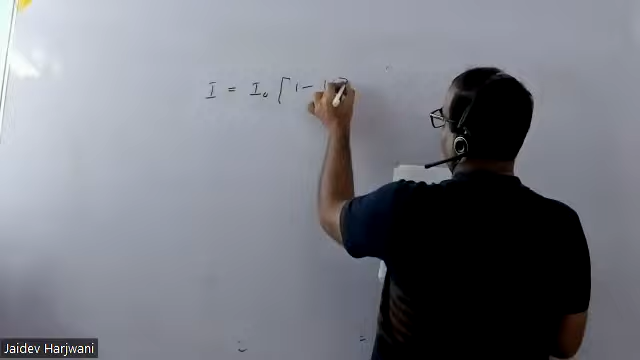 I = I₀ [ 1 -
Jaidev Harjwani